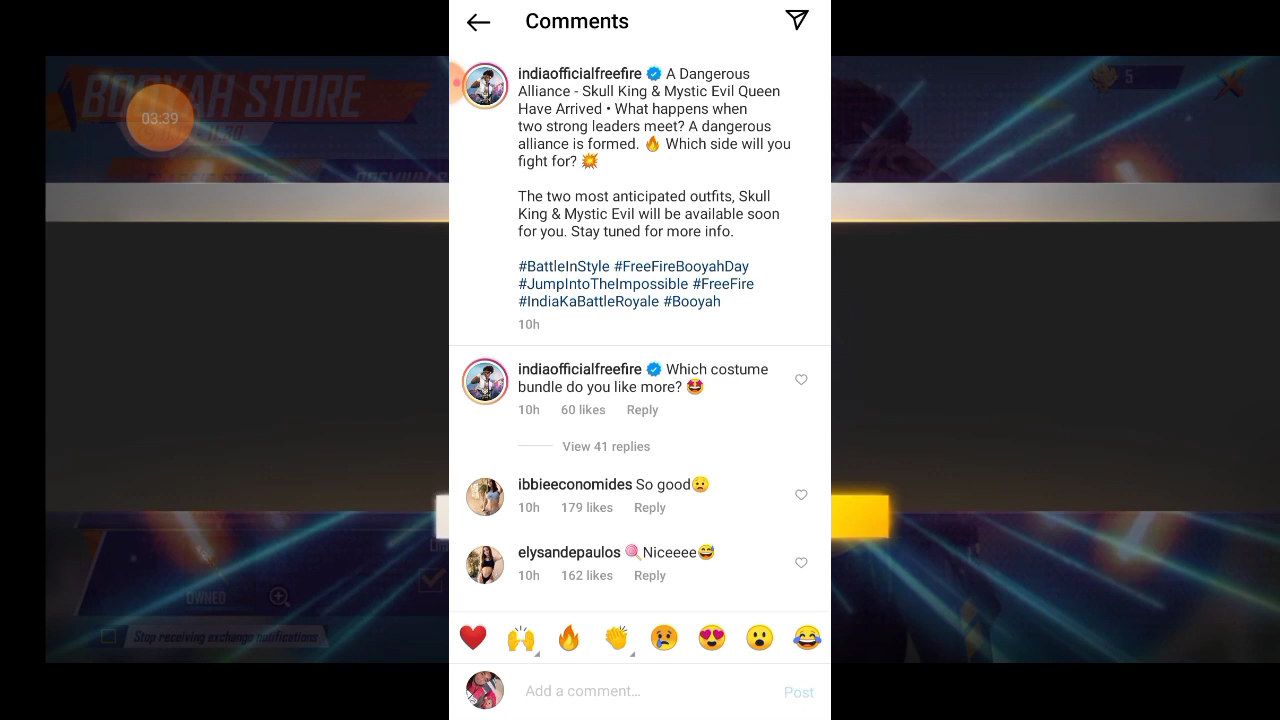 Comments
indiaofficialfreefire A Dangerous
Alliance - Skull King & Mystic Evil Queen
Have Arrived • What happens when
two strong leaders meet? A dangerous
alliance is formed. 🔥 Which side will you
fight for? 💥
The two most anticipated outfits, Skull
King & Mystic Evil will be available soon
for you. Stay tuned for more info.
#BattleInStyle #FreeFireBooyahDay
#JumpIntoTheImpossible #FreeFire
#IndiaKaBattleRoyale #Booyah
10h
indiaofficialfreefire Which costume
bundle do you like more? 🤩
10h 60 likes Reply
View 41 replies
ibbieeconomides So good😦
10h 179 likes Reply
elysandepaulos 🍭Niceeee😅
10h 162 likes Reply
Add a comment... Post
BOOYAH STORE
03:39
5
OWNED
Stop receiving exchange notifications